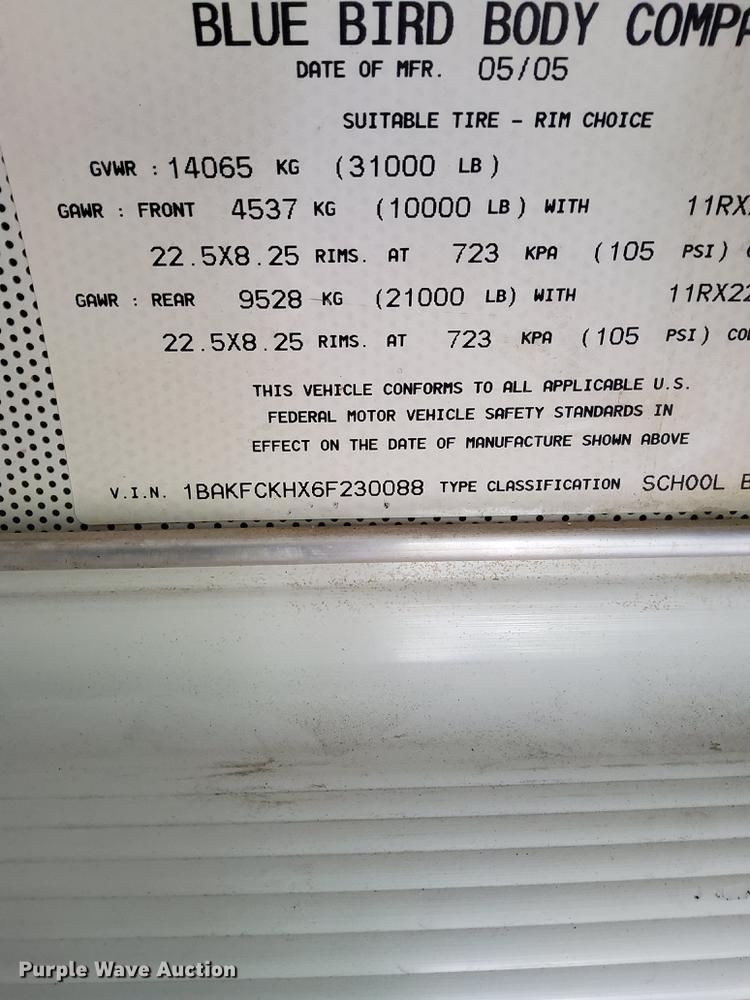 BLUE BIRD BODY
DATE OF MFR. 05/05
SUITABLE TIRE - RIM CHOICE
GVWR : 14065 KG (31000 LB)
GAWR : FRONT 4537 KG (10000 LB) WITH
22.5X8.25 RIMS. AT 723 KPA (105 PSI)
GAWR : REAR 9528 KG (21000 LB) WITH
22.5X8.25 RIMS. AT 723 KPA (105 PSI)
THIS VEHICLE CONFORMS TO ALL APPLICABLE U.S.
FEDERAL MOTOR VEHICLE SAFETY STANDARDS IN
EFFECT ON THE DATE OF MANUFACTURE SHOWN ABOVE
V.I.N. 1BAKFCKHX6F230088 TYPE CLASSIFICATION SCHOOL
Purple Wave Auction